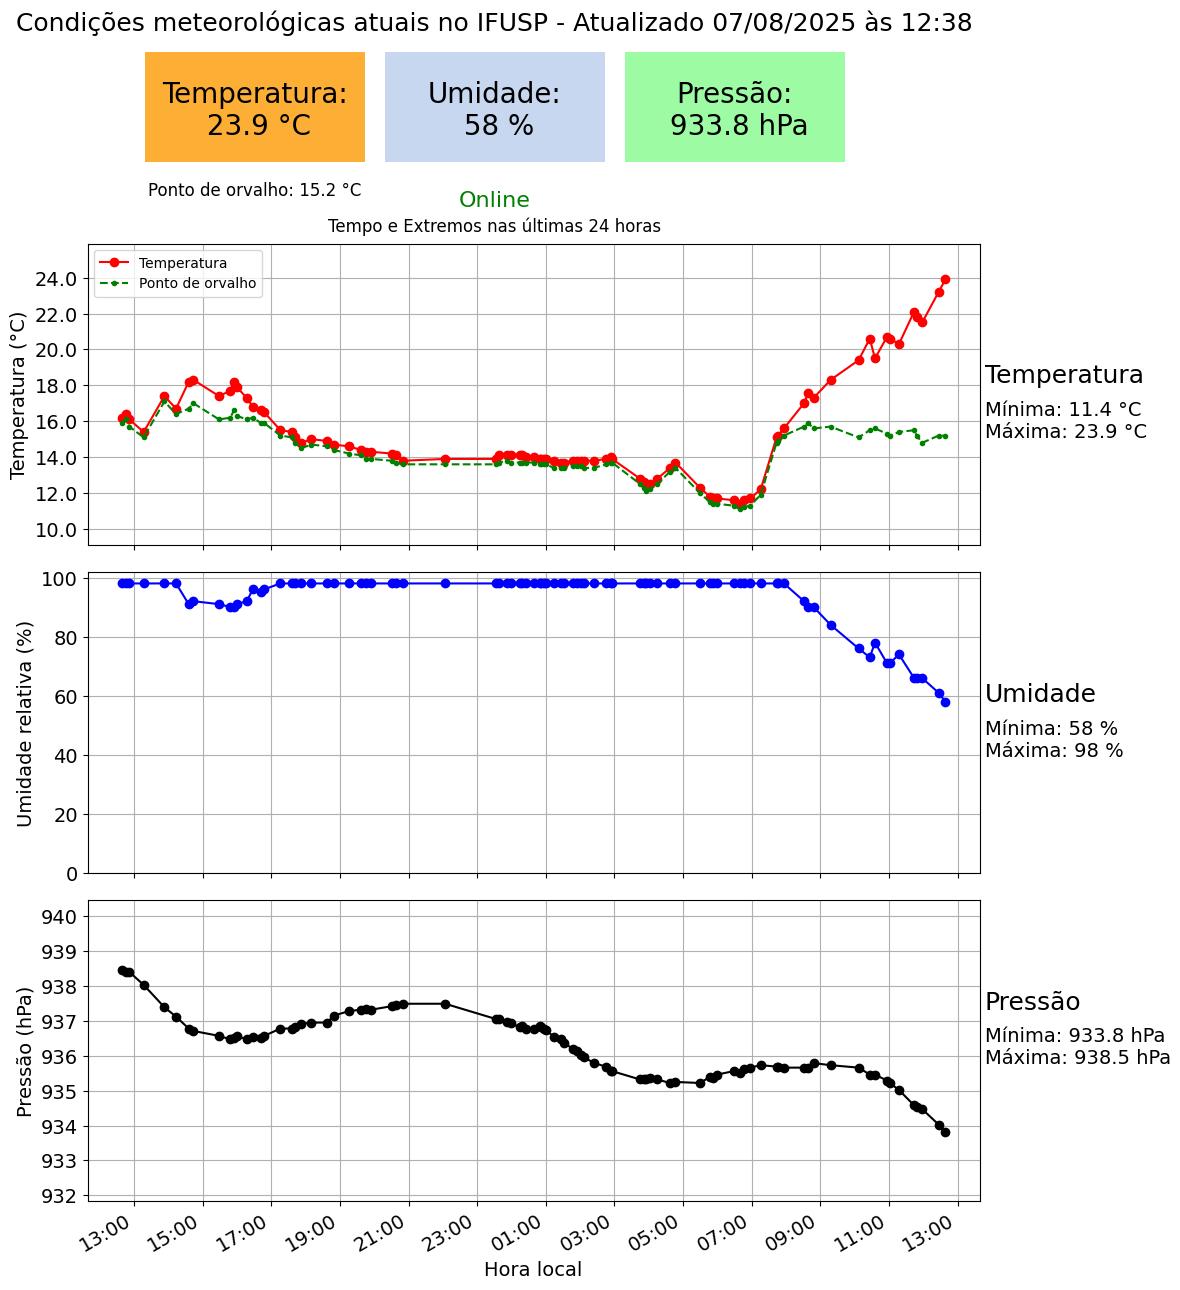 Condições meteorológicas atuais no IFUSP - Atualizado 07/08/2025 às 12:38
Temperatura:
23.9 °C
Umidade:
58 %
Pressão:
933.8 hPa
Ponto de orvalho: 15.2 °C
Online
Tempo e Extremos nas últimas 24 horas
Temperatura
Ponto de orvalho
Temperatura (°C)
24.0
22.0
20.0
18.0
16.0
14.0
12.0
10.0
Temperatura
Mínima: 11.4 °C
Máxima: 23.9 °C
Umidade relativa (%)
100
80
60
40
20
0
Umidade
Mínima: 58 %
Máxima: 98 %
Pressão (hPa)
940
939
938
937
936
935
934
933
932
Pressão
Mínima: 933.8 hPa
Máxima: 938.5 hPa
13:00
15:00
17:00
19:00
21:00
23:00
01:00
03:00
05:00
07:00
09:00
11:00
13:00
Hora local